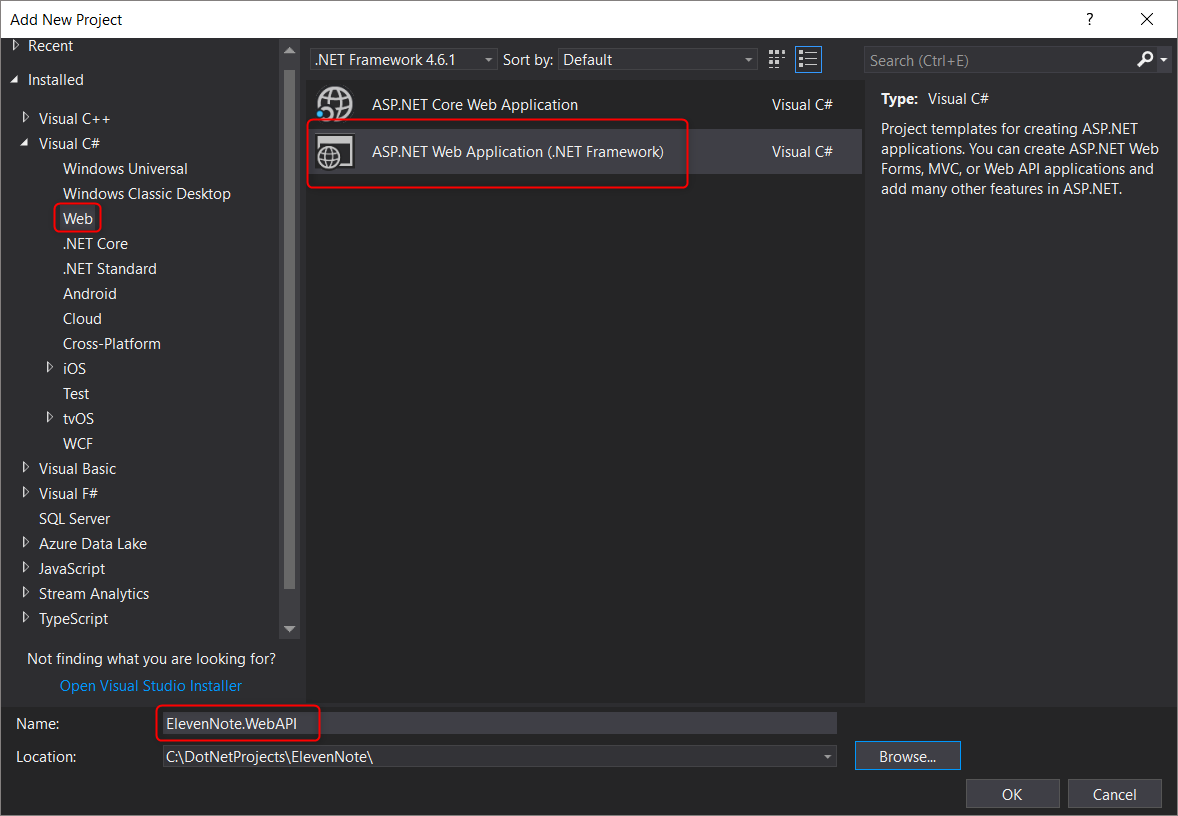 Add New Project
?
Recent
Installed
Visual C++
Visual C#
Windows Universal
Windows Classic Desktop
Web
.NET Core
.NET Standard
Android
Cloud
Cross-Platform
iOS
Test
tvOS
WCF
Visual Basic
Visual F#
SQL Server
Azure Data Lake
JavaScript
Stream Analytics
TypeScript
Not finding what you are looking for?
Open Visual Studio Installer
.NET Framework 4.6.1
Sort by: Default
ASP.NET Core Web Application Visual C#
ASP.NET Web Application (.NET Framework) Visual C#
Search (Ctrl+E)
Type: Visual C#
Project templates for creating ASP.NET
applications. You can create ASP.NET Web
Forms, MVC, or Web API applications and
add many other features in ASP.NET.
Name: ElevenNote.WebAPI
Location: C:\DotNetProjects\ElevenNote\
Browse...
OK
Cancel